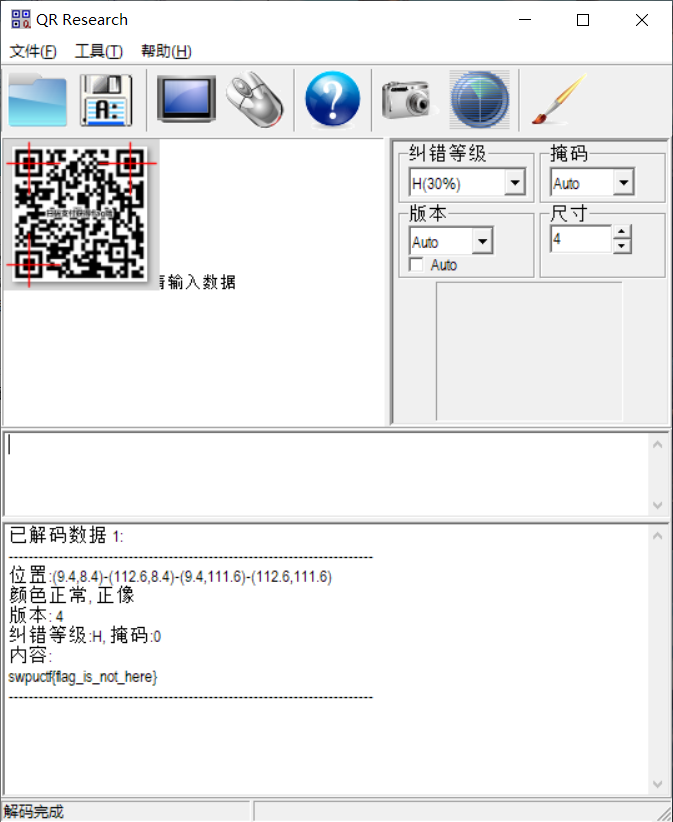 QR Research
文件(F) 工具(T) 帮助(H)
A:
纠错等级
掩码
H(30%)
Auto
版本
尺寸
Auto
4
Auto
输入数据
已解码数据 1:
位置:(9.4,8.4)-(112.6,8.4)-(9.4,111.6)-(112.6,111.6)
颜色正常, 正像
版本: 4
纠错等级:H, 掩码:0
内容:
swpuctf{flag_is_not_here}
解码完成